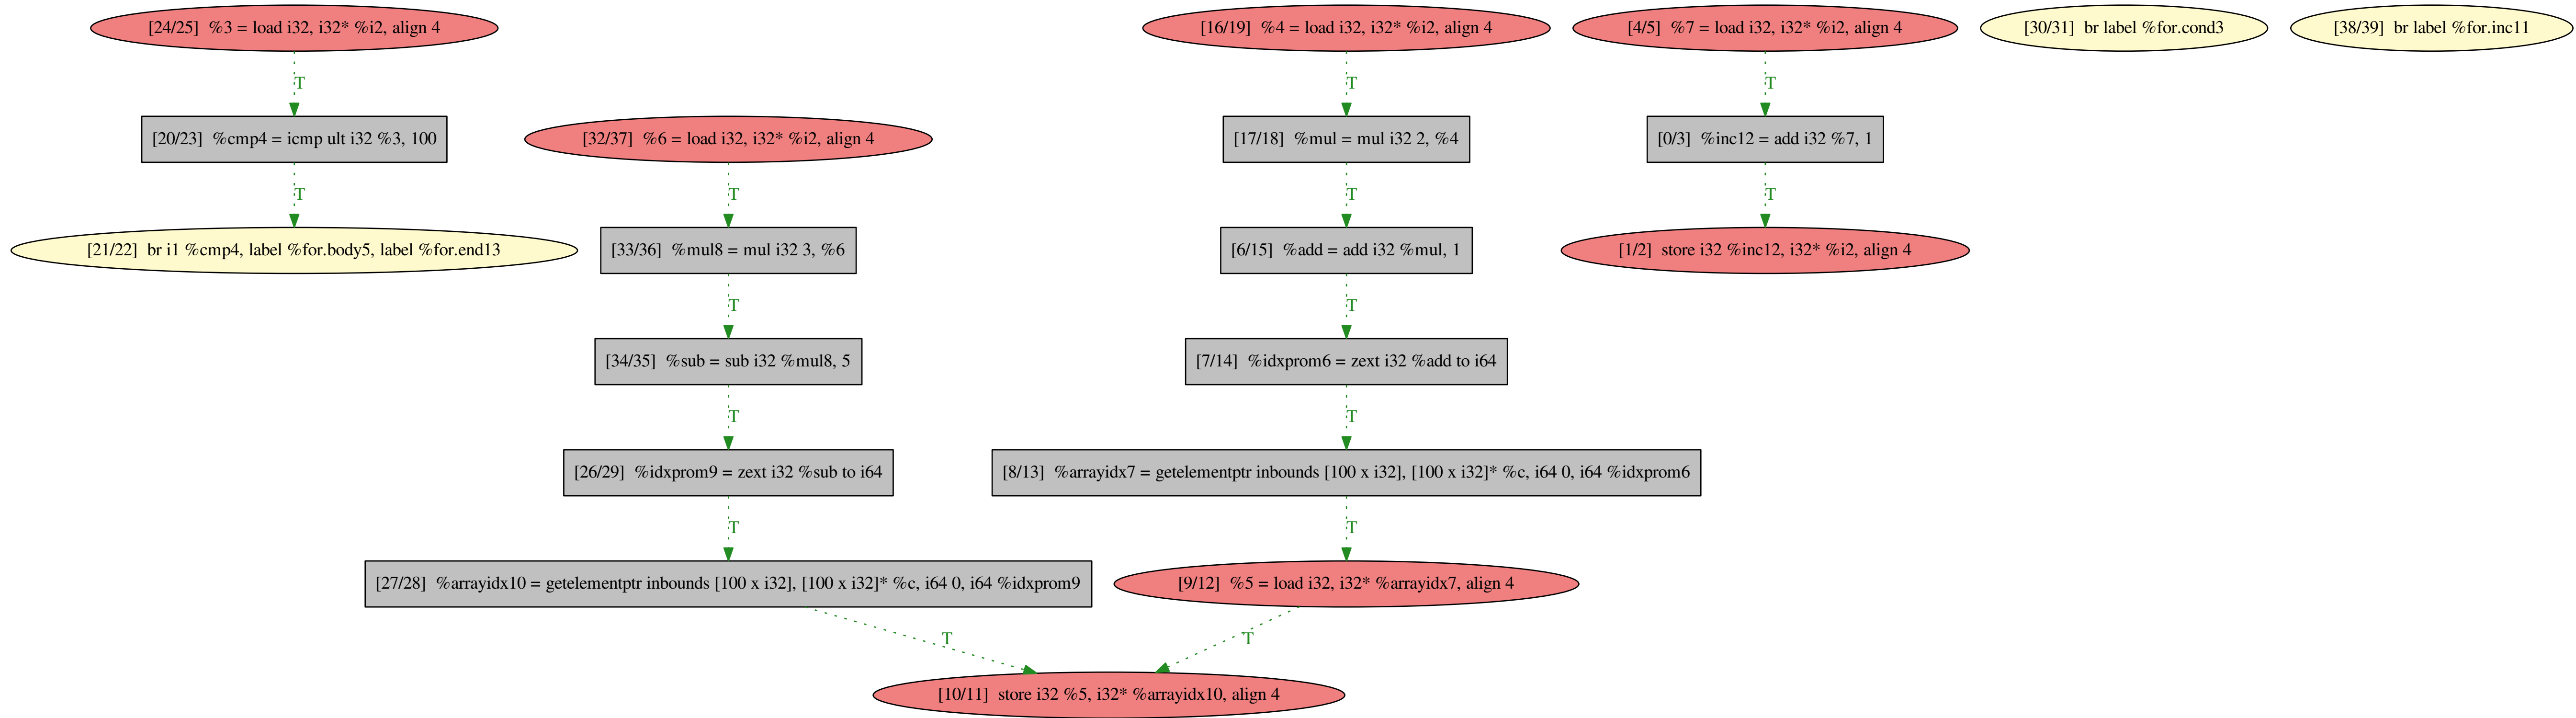 [24/25]  %3 = load i32, i32* %i2, align 4
[16/19]  %4 = load i32, i32* %i2, align 4
[4/5]  %7 = load i32, i32* %i2, align 4
[30/31]  br label %for.cond3
[38/39]  br label %for.inc11
T
T
T
[20/23]  %cmp4 = icmp ult i32 %3, 100
[32/37]  %6 = load i32, i32* %i2, align 4
[17/18]  %mul = mul i32 2, %4
[0/3]  %inc12 = add i32 %7, 1
T
T
T
T
[21/22]  br i1 %cmp4, label %for.body5, label %for.end13
[33/36]  %mul8 = mul i32 3, %6
[6/15]  %add = add i32 %mul, 1
[1/2]  store i32 %inc12, i32* %i2, align 4
T
T
[34/35]  %sub = sub i32 %mul8, 5
[7/14]  %idxprom6 = zext i32 %add to i64
T
T
[26/29]  %idxprom9 = zext i32 %sub to i64
[8/13]  %arrayidx7 = getelementptr inbounds [100 x i32], [100 x i32]* %c, i64 0, i64 %idxprom6
T
T
[27/28]  %arrayidx10 = getelementptr inbounds [100 x i32], [100 x i32]* %c, i64 0, i64 %idxprom9
[9/12]  %5 = load i32, i32* %arrayidx7, align 4
T
T
[10/11]  store i32 %5, i32* %arrayidx10, align 4